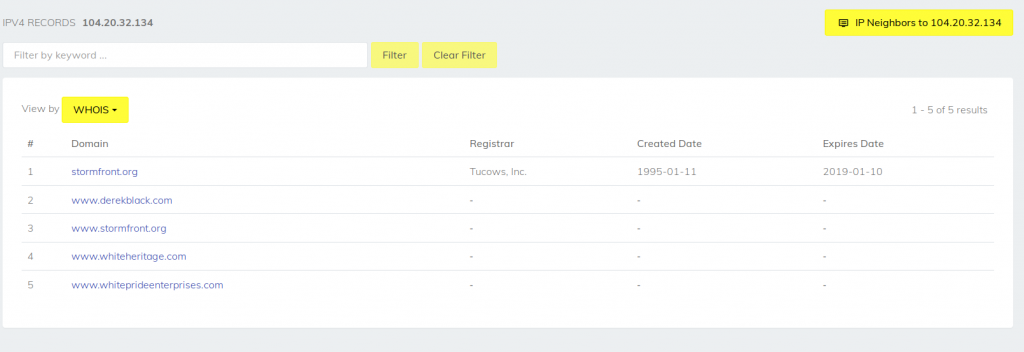 IPV4 RECORDS 104.20.32.134
IP Neighbors to 104.20.32.134
Filter by keyword ...
Filter
Clear Filter
View by WHOIS
1 - 5 of 5 results
# Domain Registrar Created Date Expires Date
1 stormfront.org Tucows, Inc. 1995-01-11 2019-01-10
2 www.derekblack.com - - -
3 www.stormfront.org - - -
4 www.whiteheritage.com - - -
5 www.whiteprideenterprises.com - - -